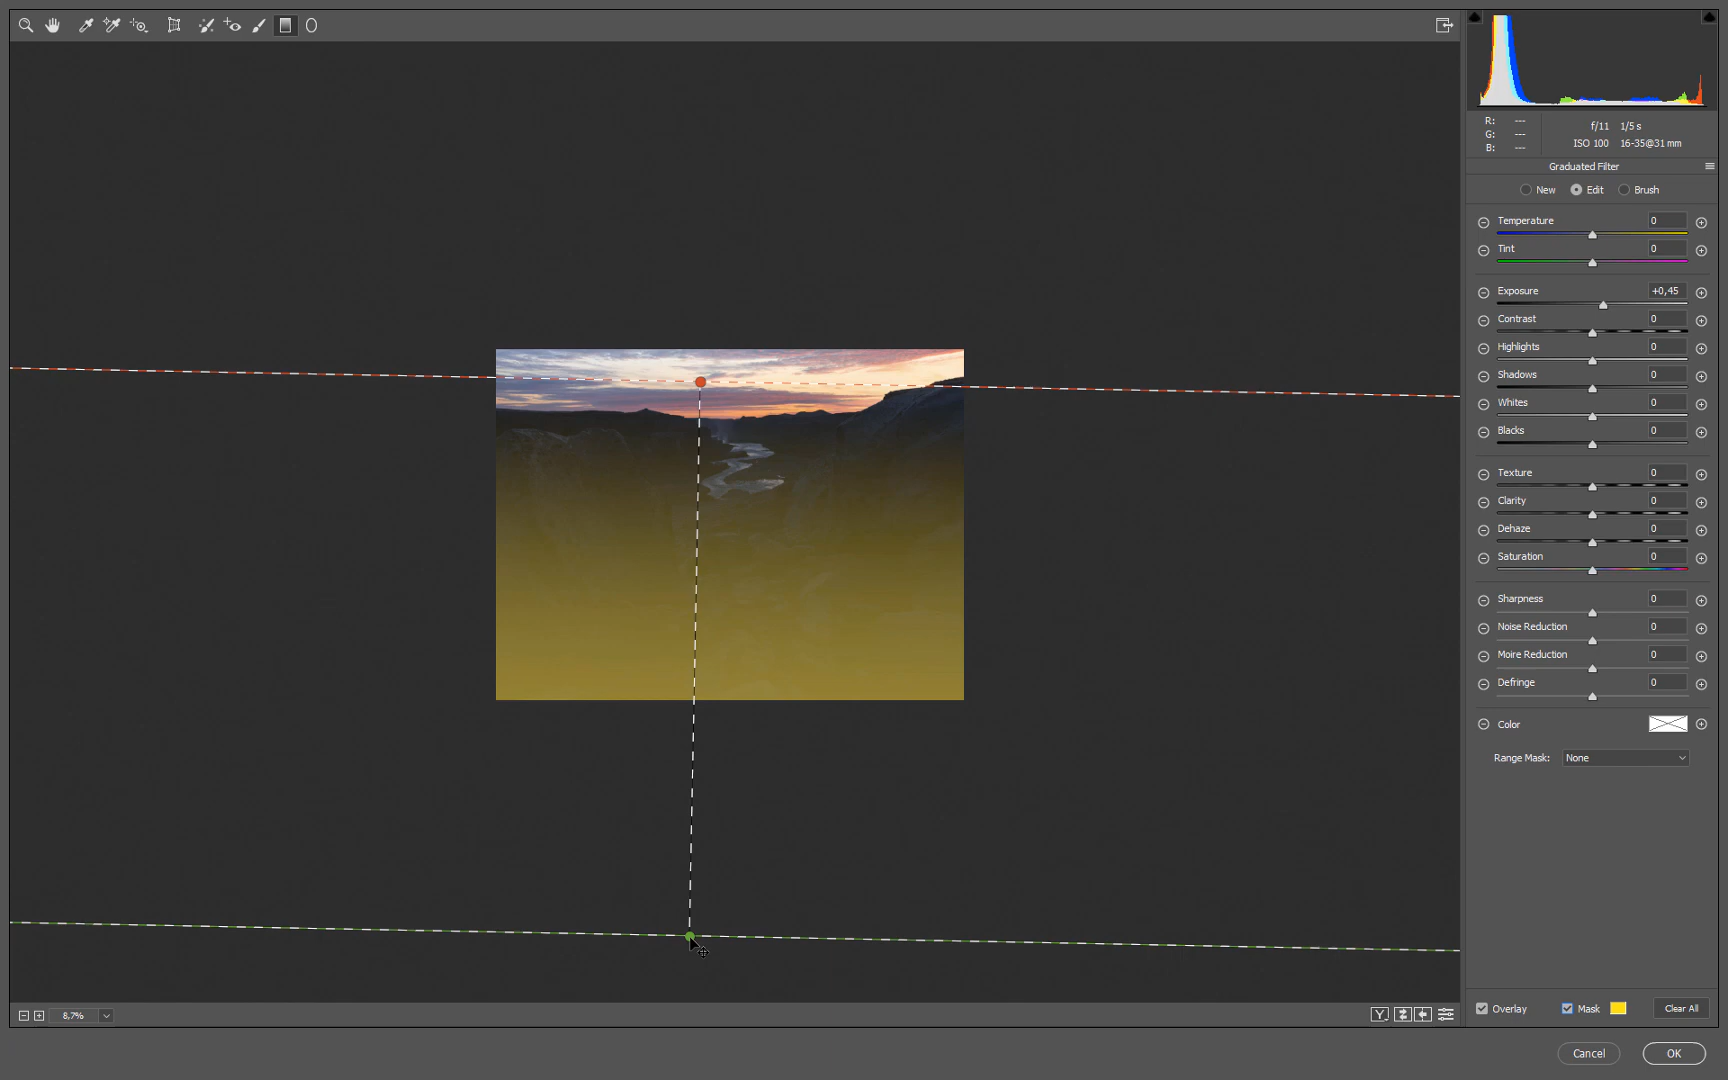 R: ---
G: ---
B: ---
f/11 1/5 s
ISO 100 16-35@31 mm
Graduated Filter
New Edit Brush
Temperature 0
Tint 0
Exposure +0,45
Contrast 0
Highlights 0
Shadows 0
Whites 0
Blacks 0
Texture 0
Clarity 0
Dehaze 0
Saturation 0
Sharpness 0
Noise Reduction 0
Moire Reduction 0
Defringe 0
Color
Range Mask: None
8,7%
Y
Overlay Mask Clear All
Cancel OK